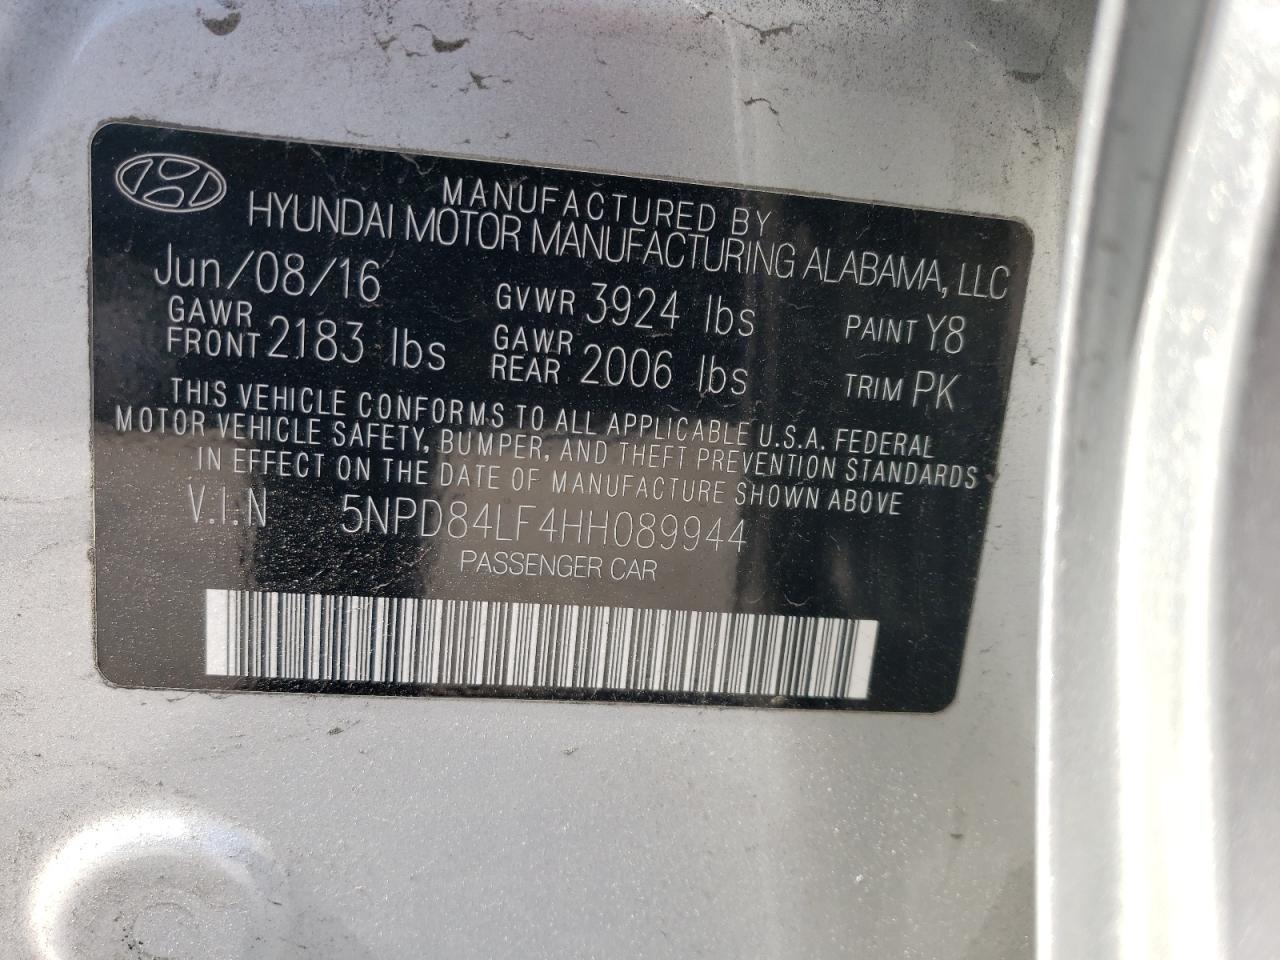 MANUFACTURED BY
HYUNDAI MOTOR MANUFACTURING ALABAMA, LLC
Jun/08/16 GVWR 3924 lbs PAINT Y8
GAWR FRONT 2183 lbs GAWR REAR 2006 lbs TRIM PK
THIS VEHICLE CONFORMS TO ALL APPLICABLE U.S.A. FEDERAL
MOTOR VEHICLE SAFETY, BUMPER, AND THEFT PREVENTION STANDARDS
IN EFFECT ON THE DATE OF MANUFACTURE SHOWN ABOVE
V.I.N 5NPD84LF4HH089944
PASSENGER CAR